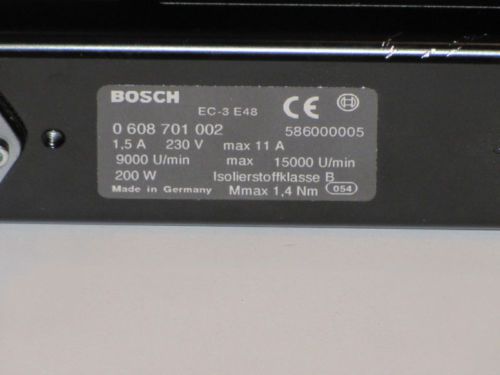 BOSCH EC-3 E48 CE
0 608 701 002 586000005
1,5 A 230 V max 11 A
9000 U/min max 15000 U/min
200 W Isolierstoffklasse B
Made in Germany Mmax 1,4 Nm 054